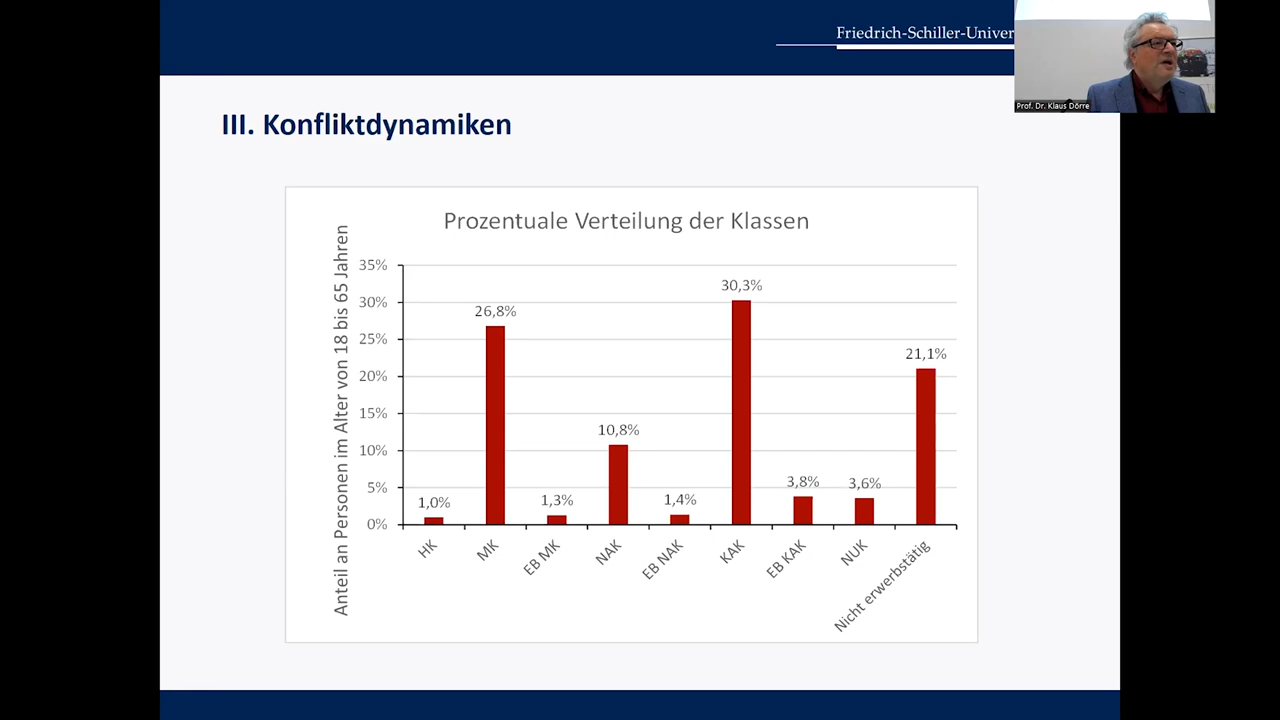 Friedrich-Schiller-Univer
Prof. Dr. Klaus Dörre
III. Konfliktdynamiken
Prozentuale Verteilung der Klassen
Anteil an Personen im Alter von 18 bis 65 Jahren
35%
30%
25%
20%
15%
10%
5%
0%
1,0%
26,8%
1,3%
10,8%
1,4%
30,3%
3,8%
3,6%
21,1%
HK
MK
EB MK
NAK
EB NAK
KAK
EB KAK
NUK
Nicht erwerbstätig